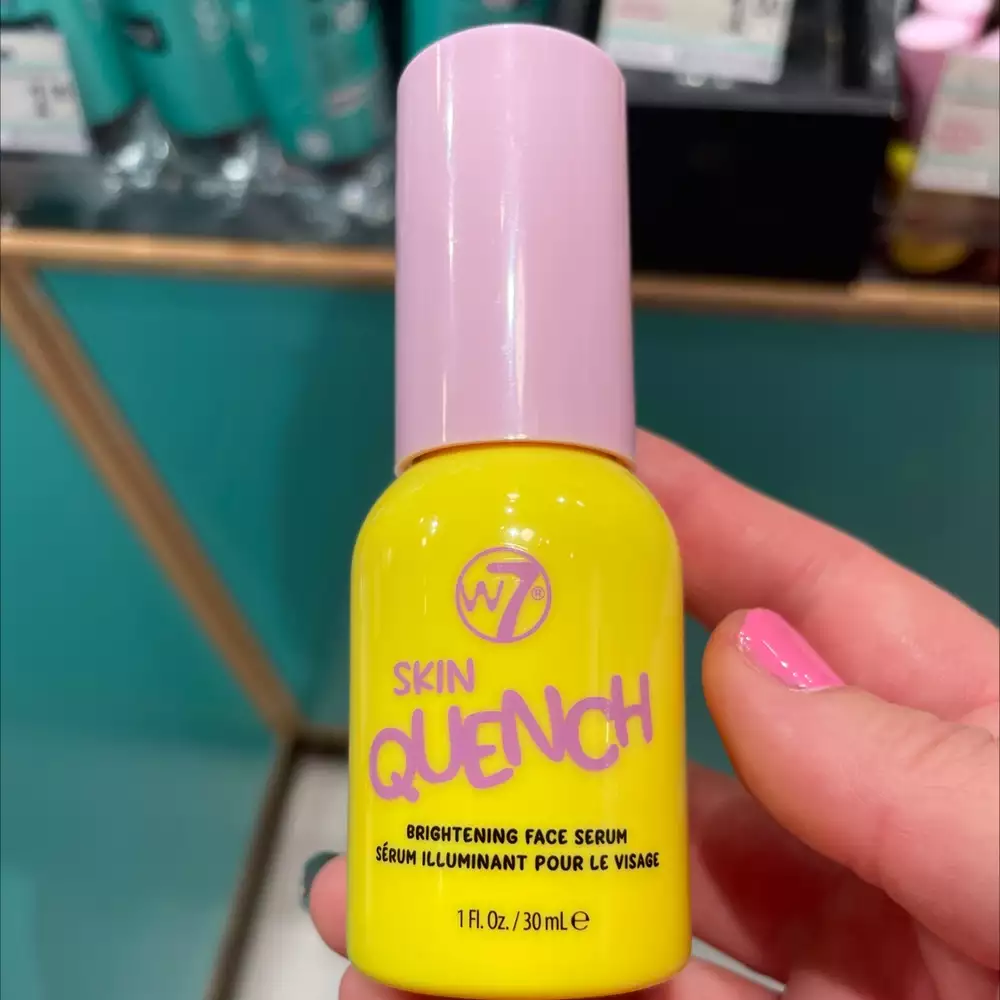 W7®
SKIN
QUENCH
BRIGHTENING FACE SERUM
SÉRUM ILLUMINANT POUR LE VISAGE
1 Fl. Oz. / 30 mL ℮